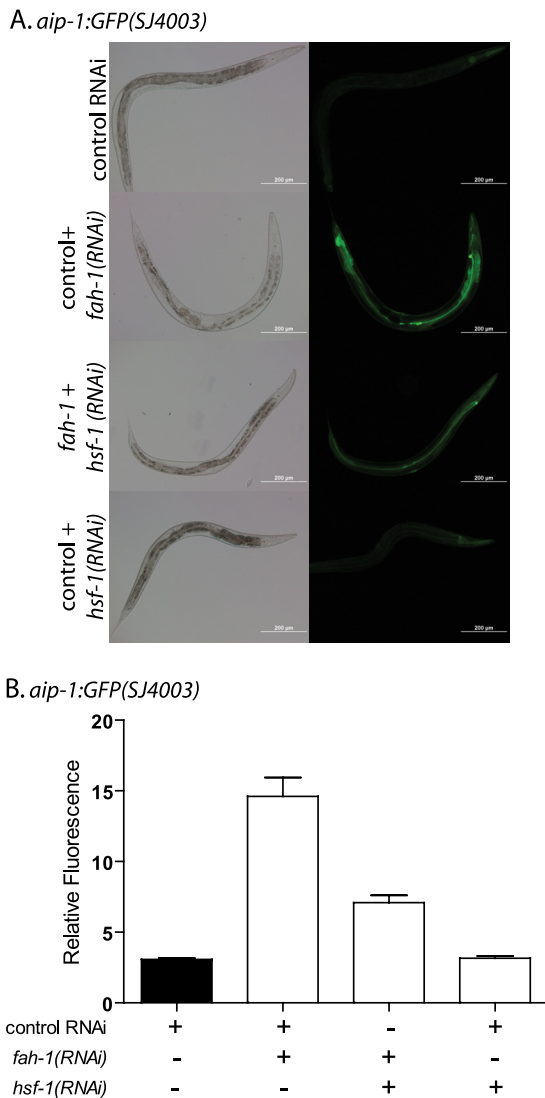 A. aip-1:GFP(SJ4003)
control RNAi
200 µm
200 µm
control+
fah-1(RNAi)
200 µm
200 µm
fah-1 +
hsf-1 (RNAi)
200 µm
200 µm
control +
hsf-1(RNAi)
200 µm
200 µm
B. aip-1:GFP(SJ4003)
Relative Fluorescence
20
15
10
5
0
control RNAi + + - +
fah-1(RNAi) - + + -
hsf-1(RNAi) - - + +